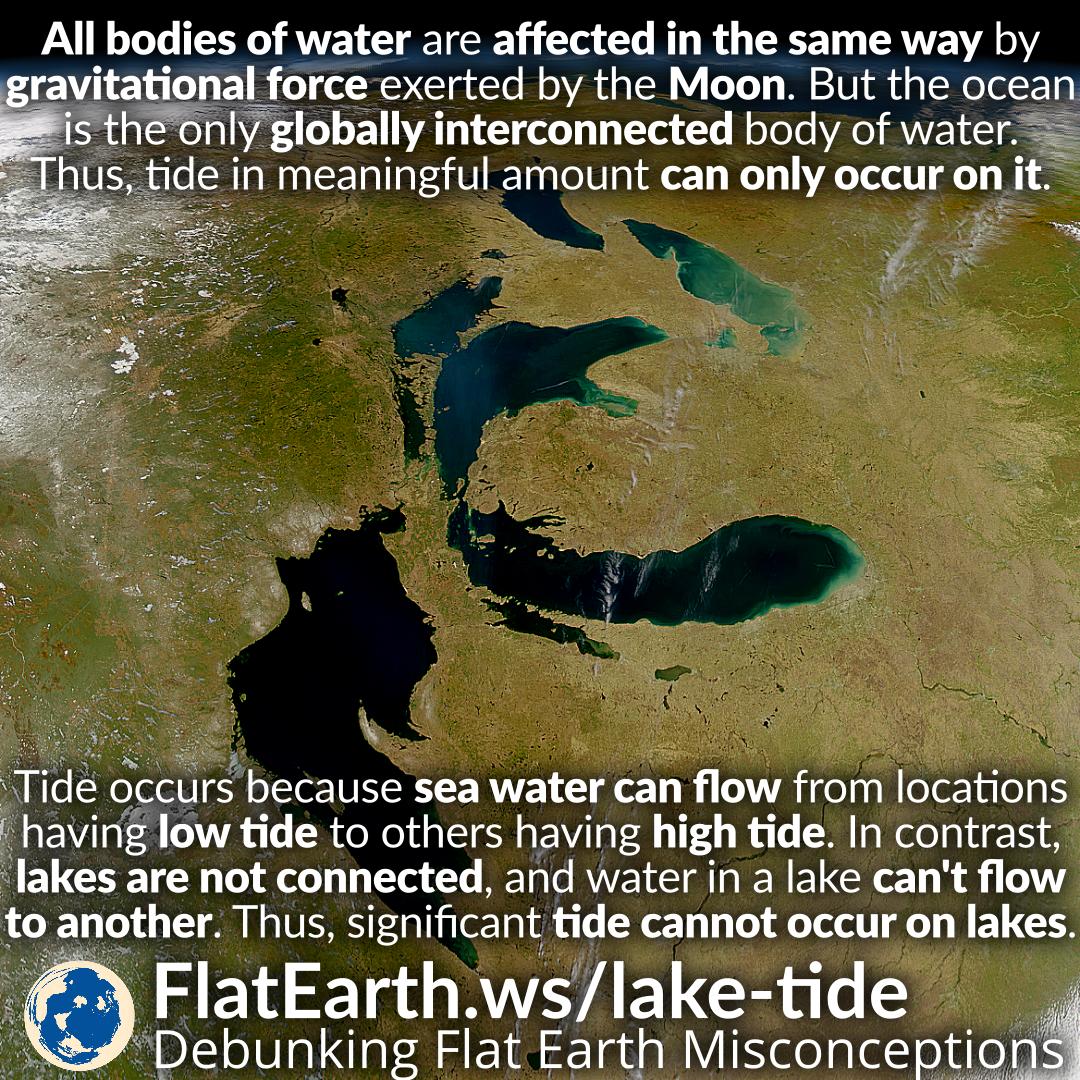 All bodies of water are affected in the same way by
gravitational force exerted by the Moon. But the ocean
is the only globally interconnected body of water.
Thus, tide in meaningful amount can only occur on it.
Tide occurs because sea water can flow from locations
having low tide to others having high tide. In contrast,
lakes are not connected, and water in a lake can't flow
to another. Thus, significant tide cannot occur on lakes.
FlatEarth.ws/lake-tide
Debunking Flat Earth Misconceptions